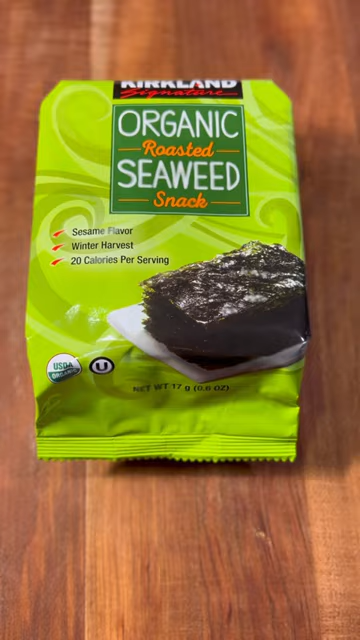 KIRKLAND
Signature
ORGANIC
Roasted
SEAWEED
Snack
Sesame Flavor
Winter Harvest
20 Calories Per Serving
USDA
ORGANIC
U
NET WT 17 g (0.6 OZ)